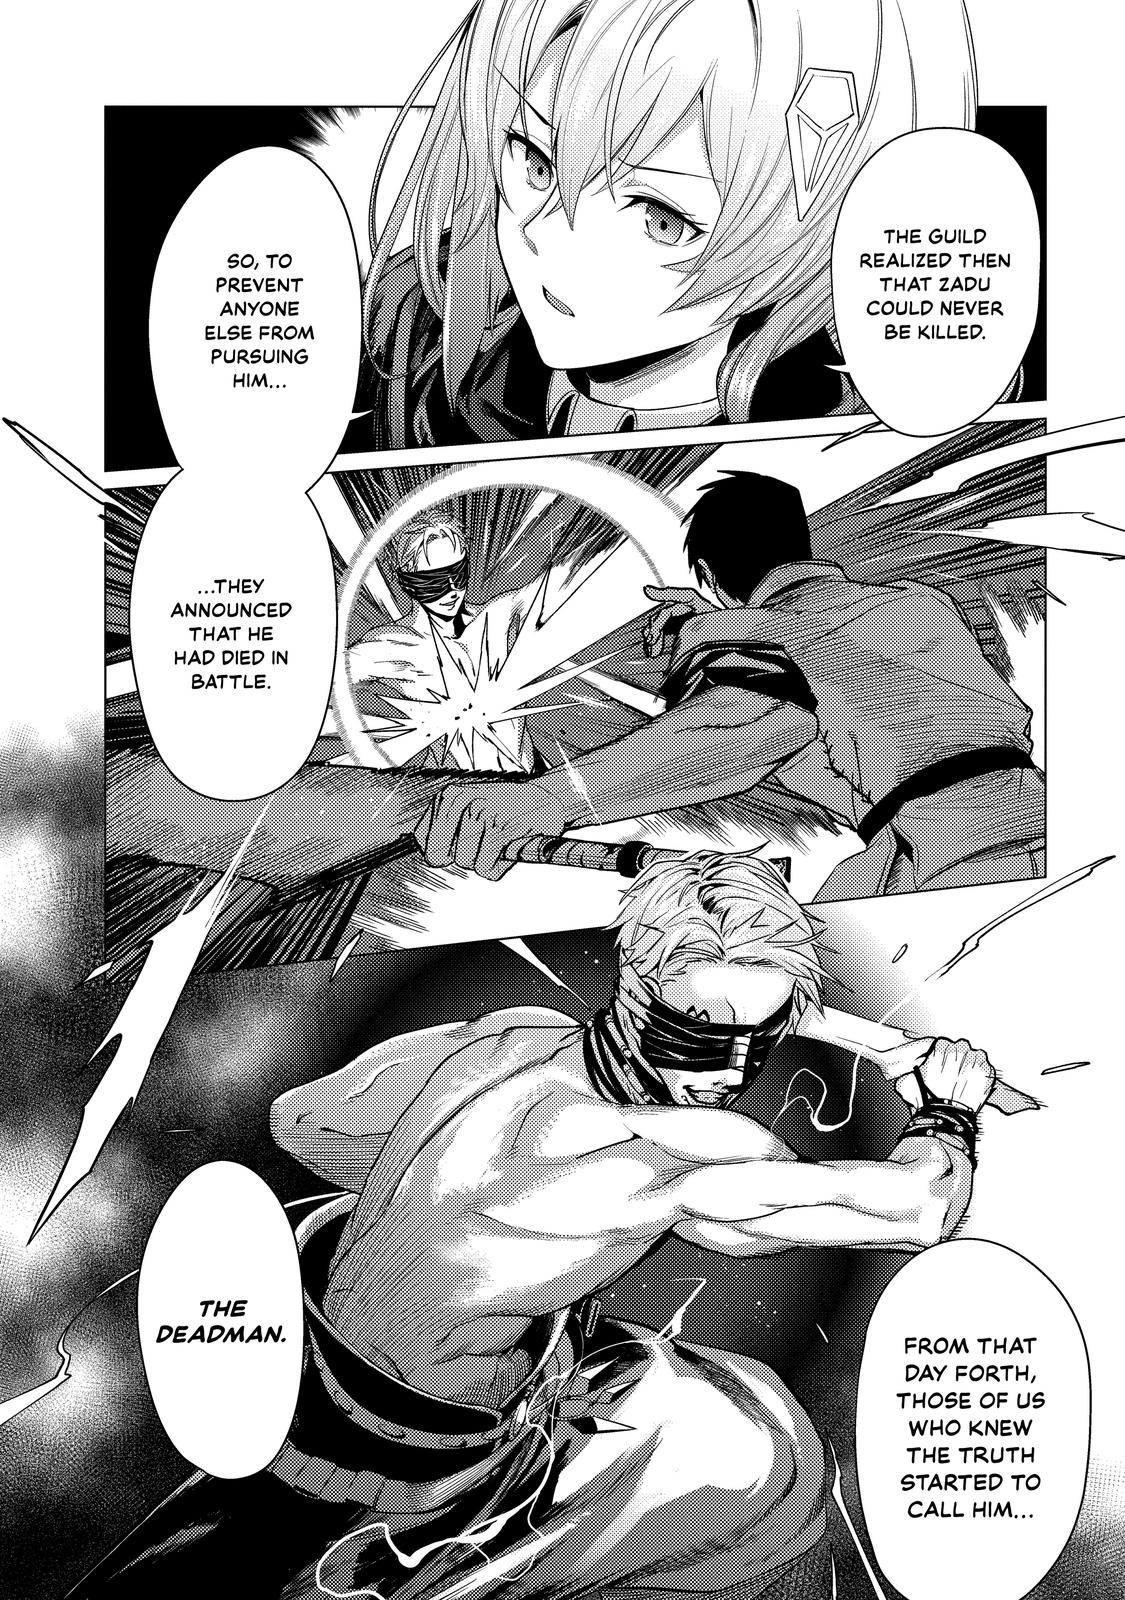 THE GUILD
REALIZED THEN
THAT ZADU
COULD NEVER
BE KILLED.
SO, TO
PREVENT
ANYONE
ELSE FROM
PURSUING
HIM...
...THEY
ANNOUNCED
THAT HE
HAD DIED IN
BATTLE.
FROM THAT
DAY FORTH,
THOSE OF US
WHO KNEW
THE TRUTH
STARTED TO
CALL HIM...
THE
DEADMAN.